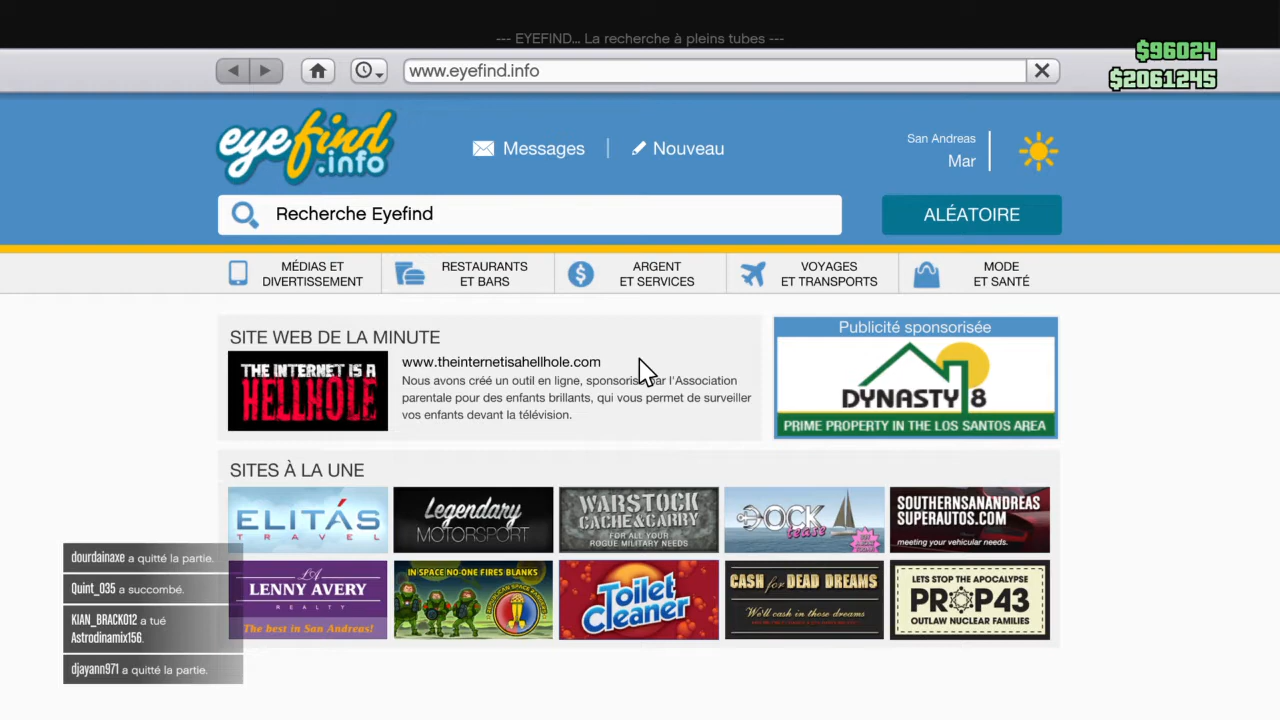 --- EYEFIND... La recherche à pleins tubes ---
$96024
$2061245
www.eyefind.info
eyefind
.info
Messages
Nouveau
San Andreas
Mar
Recherche Eyefind
ALÉATOIRE
MÉDIAS ET
DIVERTISSEMENT
RESTAURANTS
ET BARS
ARGENT
ET SERVICES
VOYAGES
ET TRANSPORTS
MODE
ET SANTÉ
SITE WEB DE LA MINUTE
THE INTERNET IS A
HELLHOLE
www.theinternetisahellhole.com
Nous avons créé un outil en ligne, sponsorisé par l'Association
parentale pour des enfants brillants, qui vous permet de surveiller
vos enfants devant la télévision.
Publicité sponsorisée
DYNASTY 8
PRIME PROPERTY IN THE LOS SANTOS AREA
SITES À LA UNE
ELITÁS
TRAVEL
Legendary
MOTORSPORT
WARSTOCK
CACHE & CARRY
FOR ALL YOUR
ROGUE MILITARY NEEDS
DOCK
tease
SOUTHERNSANANDREAS
SUPERAUTOS.COM
meeting your vehicular needs.
LA
LENNY AVERY
REALTY
The best in San Andreas!
IN SPACE NO-ONE FIRES BLANKS
Toilet
Cleaner
CASH for DEAD DREAMS
We'll cash in those dreams
LETS STOP THE APOCALYPSE
PROP43
OUTLAW NUCLEAR FAMILIES
dourdainaxe a quitté la partie.
Quint_035 a succombé.
KIAN_BRACK012 a tué
Astrodinamix156.
djayann971 a quitté la partie.